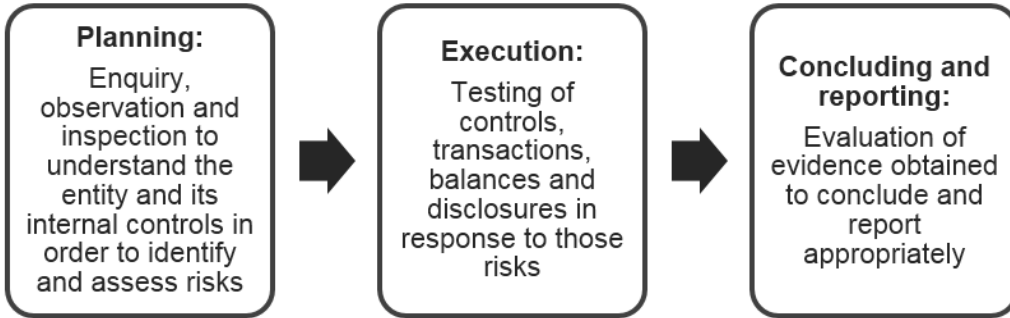 Planning:
Enquiry,
observation and
inspection to
understand the
entity and its
internal controls in
order to identify
and assess risks
Execution:
Testing of
controls,
transactions,
balances and
disclosures in
response to those
risks
Concluding and
reporting:
Evaluation of
evidence obtained
to conclude and
report
appropriately